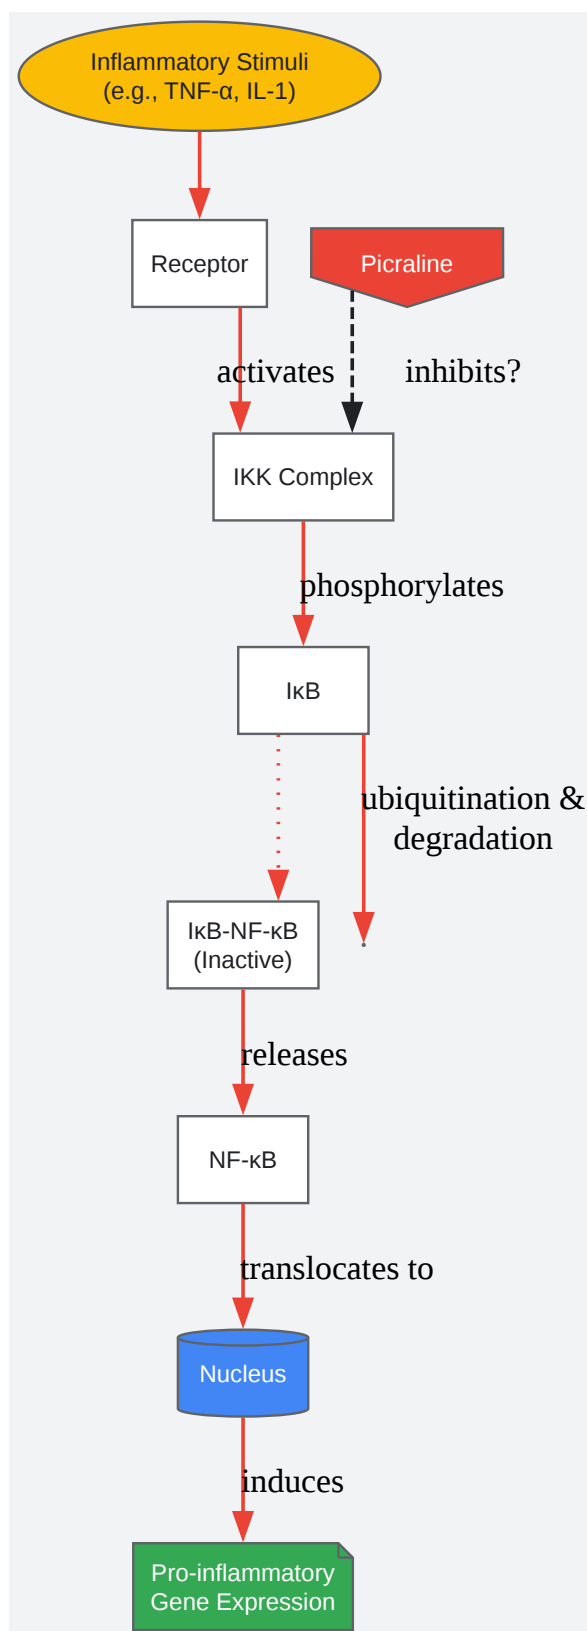 Inflammatory Stimuli
(e.g., TNF-α, IL-1)
Receptor
Picraline
activates
inhibits?
IKK Complex
phosphorylates
IκB
ubiquitination &
degradation
IκB-NF-κB
(Inactive)
releases
NF-κB
translocates to
Nucleus
induces
Pro-inflammatory
Gene Expression